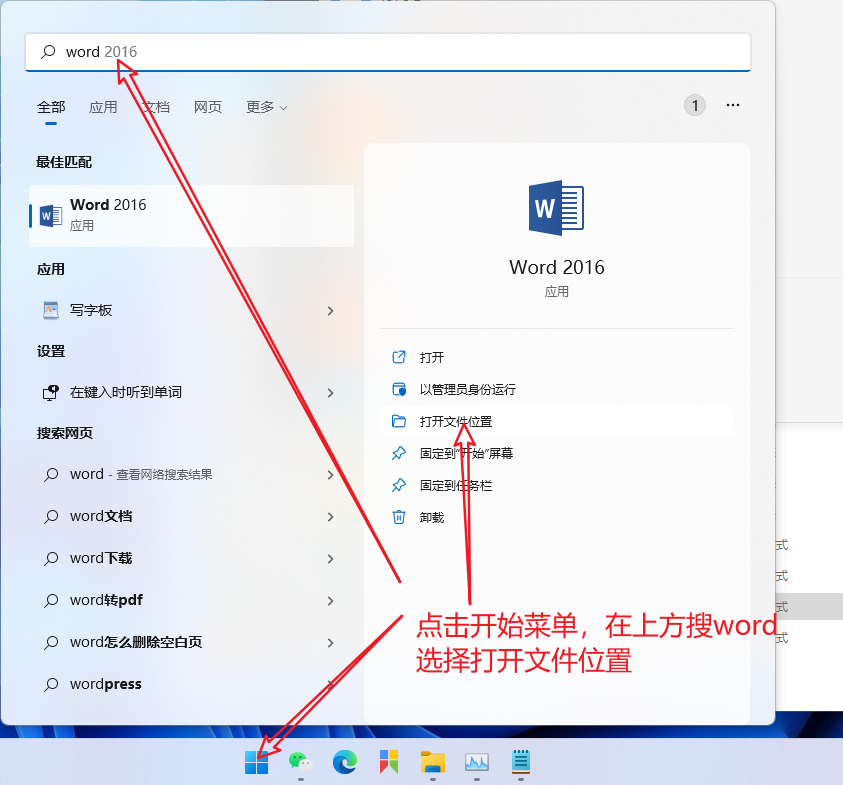 word 2016
全部 应用 文档 网页 更多 1 ...
最佳匹配
Word 2016
应用
应用
写字板
设置
在键入时听到单词
搜索网页
word - 查看网络搜索结果
word文档
word下载
word转pdf
word怎么删除空白页
wordpress
W
Word 2016
应用
打开
以管理员身份运行
打开文件位置
固定到"开始"屏幕
固定到任务栏
卸载
式
式
式
式
点击开始菜单，在上方搜word
选择打开文件位置